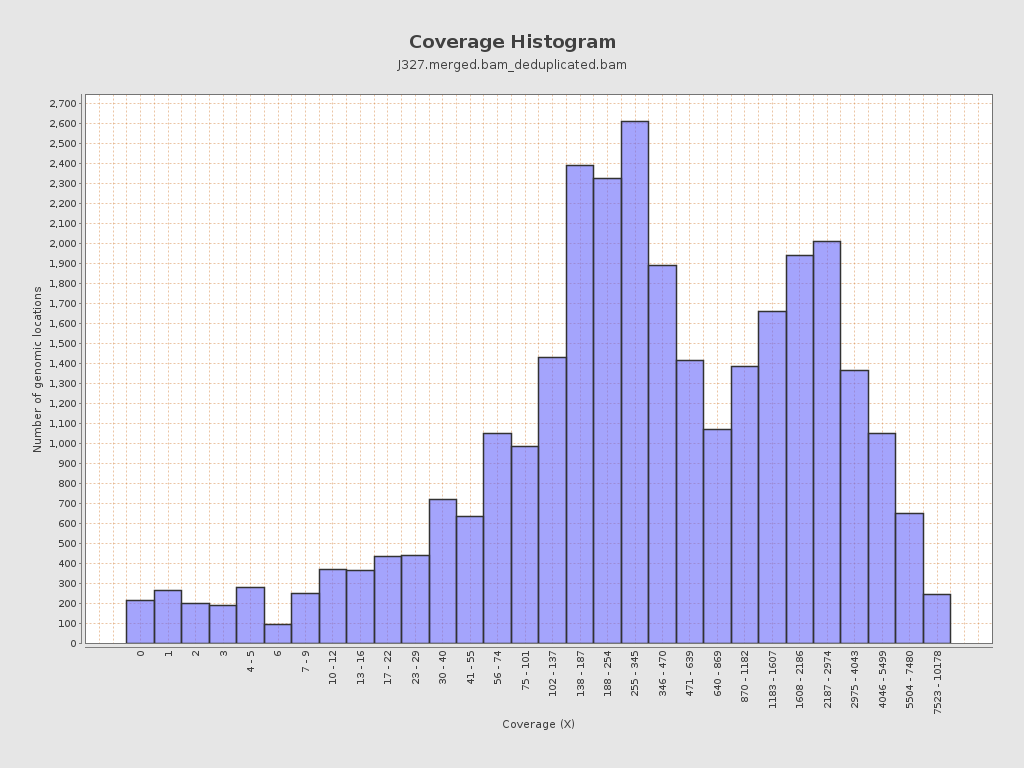 Coverage Histogram
J327.merged.bam_deduplicated.bam
Number of genomic locations
2,700
2,600
2,500
2,400
2,300
2,200
2,100
2,000
1,900
1,800
1,700
1,600
1,500
1,400
1,300
1,200
1,100
1,000
900
800
700
600
500
400
300
200
100
0
0
1
2
3
4 - 5
6
7 - 9
10 - 12
13 - 16
17 - 22
23 - 29
30 - 40
41 - 55
56 - 74
75 - 101
102 - 137
138 - 187
188 - 254
255 - 345
346 - 470
471 - 639
640 - 869
870 - 1182
1183 - 1607
1608 - 2186
2187 - 2974
2975 - 4043
4046 - 5499
5504 - 7480
7523 - 10178
Coverage (X)